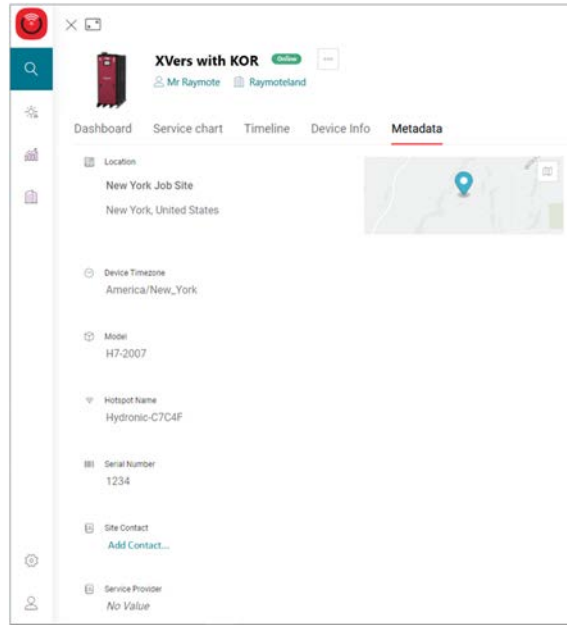 XVers with KOR Online
Mr Raymote Raymoteland
Dashboard Service chart Timeline Device Info Metadata
Location
New York Job Site
New York, United States
Device Timezone
America/New_York
Model
H7-2007
Hotspot Name
Hydronic-C7C4F
Serial Number
1234
Site Contact
Add Contact...
Service Provider
No Value